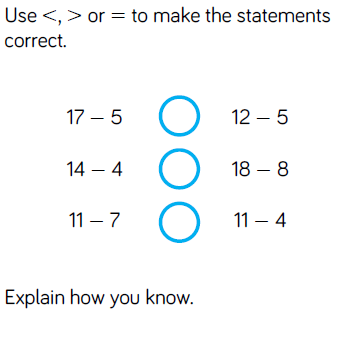 Use <, > or = to make the statements
correct.
17 – 5 12 – 5
14 – 4 18 – 8
11 – 7 11 – 4
Explain how you know.